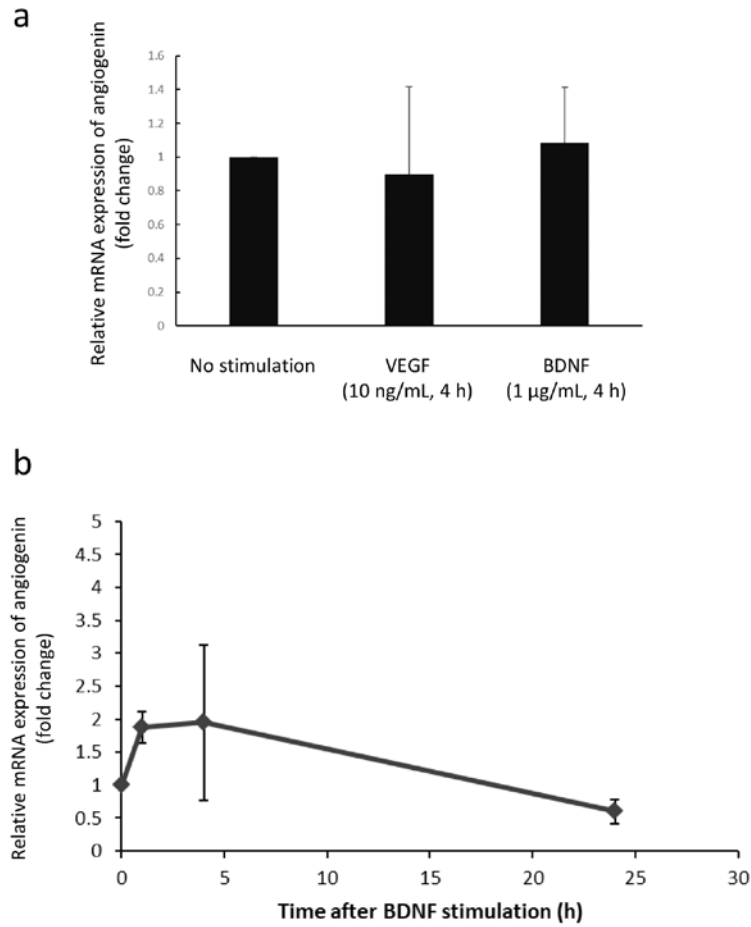 a
Relative mRNA expression of angiogenin
(fold change)
1.6
1.4
1.2
1
0.8
0.6
0.4
0.2
0
No stimulation
VEGF
(10 ng/mL, 4 h)
BDNF
(1 µg/mL, 4 h)
b
Relative mRNA expression of angiogenin
(fold change)
5
4.5
4
3.5
3
2.5
2
1.5
1
0.5
0
0 5 10 15 20 25 30
Time after BDNF stimulation (h)